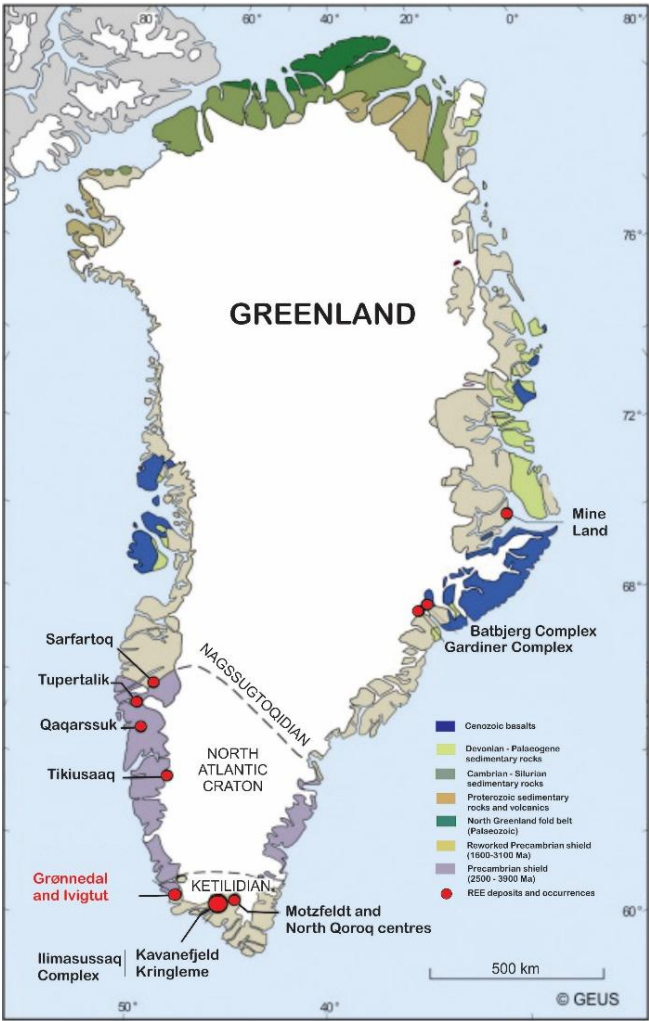 80°
60°
40°
20°
0°
80°
76°
GREENLAND
72°
Mine
Land
68°
Batbjerg Complex
Gardiner Complex
Sarfartoq
Tupertalik
Qaqarssuk
Tikiusaaq
NAGSSUGTOQIDIAN
NORTH
ATLANTIC
CRATON
Cenozoic basalts
Devonian - Palaeogene
sedimentary rocks
Cambrian - Silurian
sedimentary rocks
Proterozoic sedimentary
rocks and volcanics
North Greenland fold belt
(Palaeozoic)
Reworked Precambrian shield
(1600-3100 Ma)
Precambrian shield
(2500 - 3900 Ma)
REE deposits and occurrences
Grønnedal
and Ivigtut
KETILIDIAN
60°
Motzfeldt and
North Qoroq centres
Ilimasussaq
Complex
Kavanefjeld
Kringleme
500 km
© GEUS
50°
40°